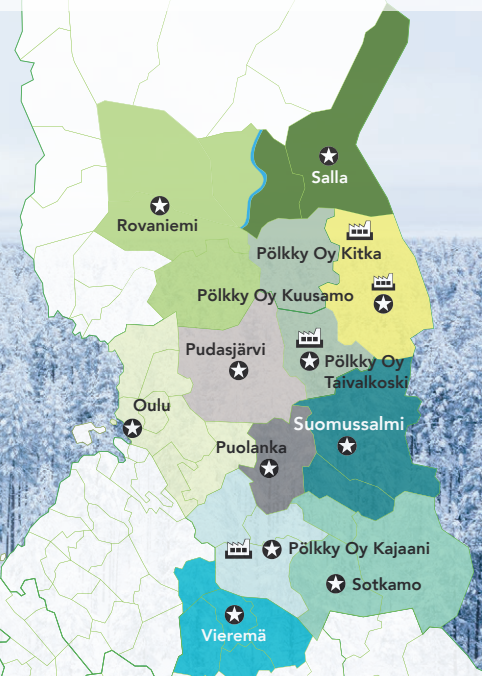 Salla
Rovaniemi
Pölkky Oy Kitka
Pölkky Oy Kuusamo
Pudasjärvi
Pölkky Oy
Taivalkoski
Oulu
Suomussalmi
Puolanka
Pölkky Oy Kajaani
Sotkamo
Vieremä